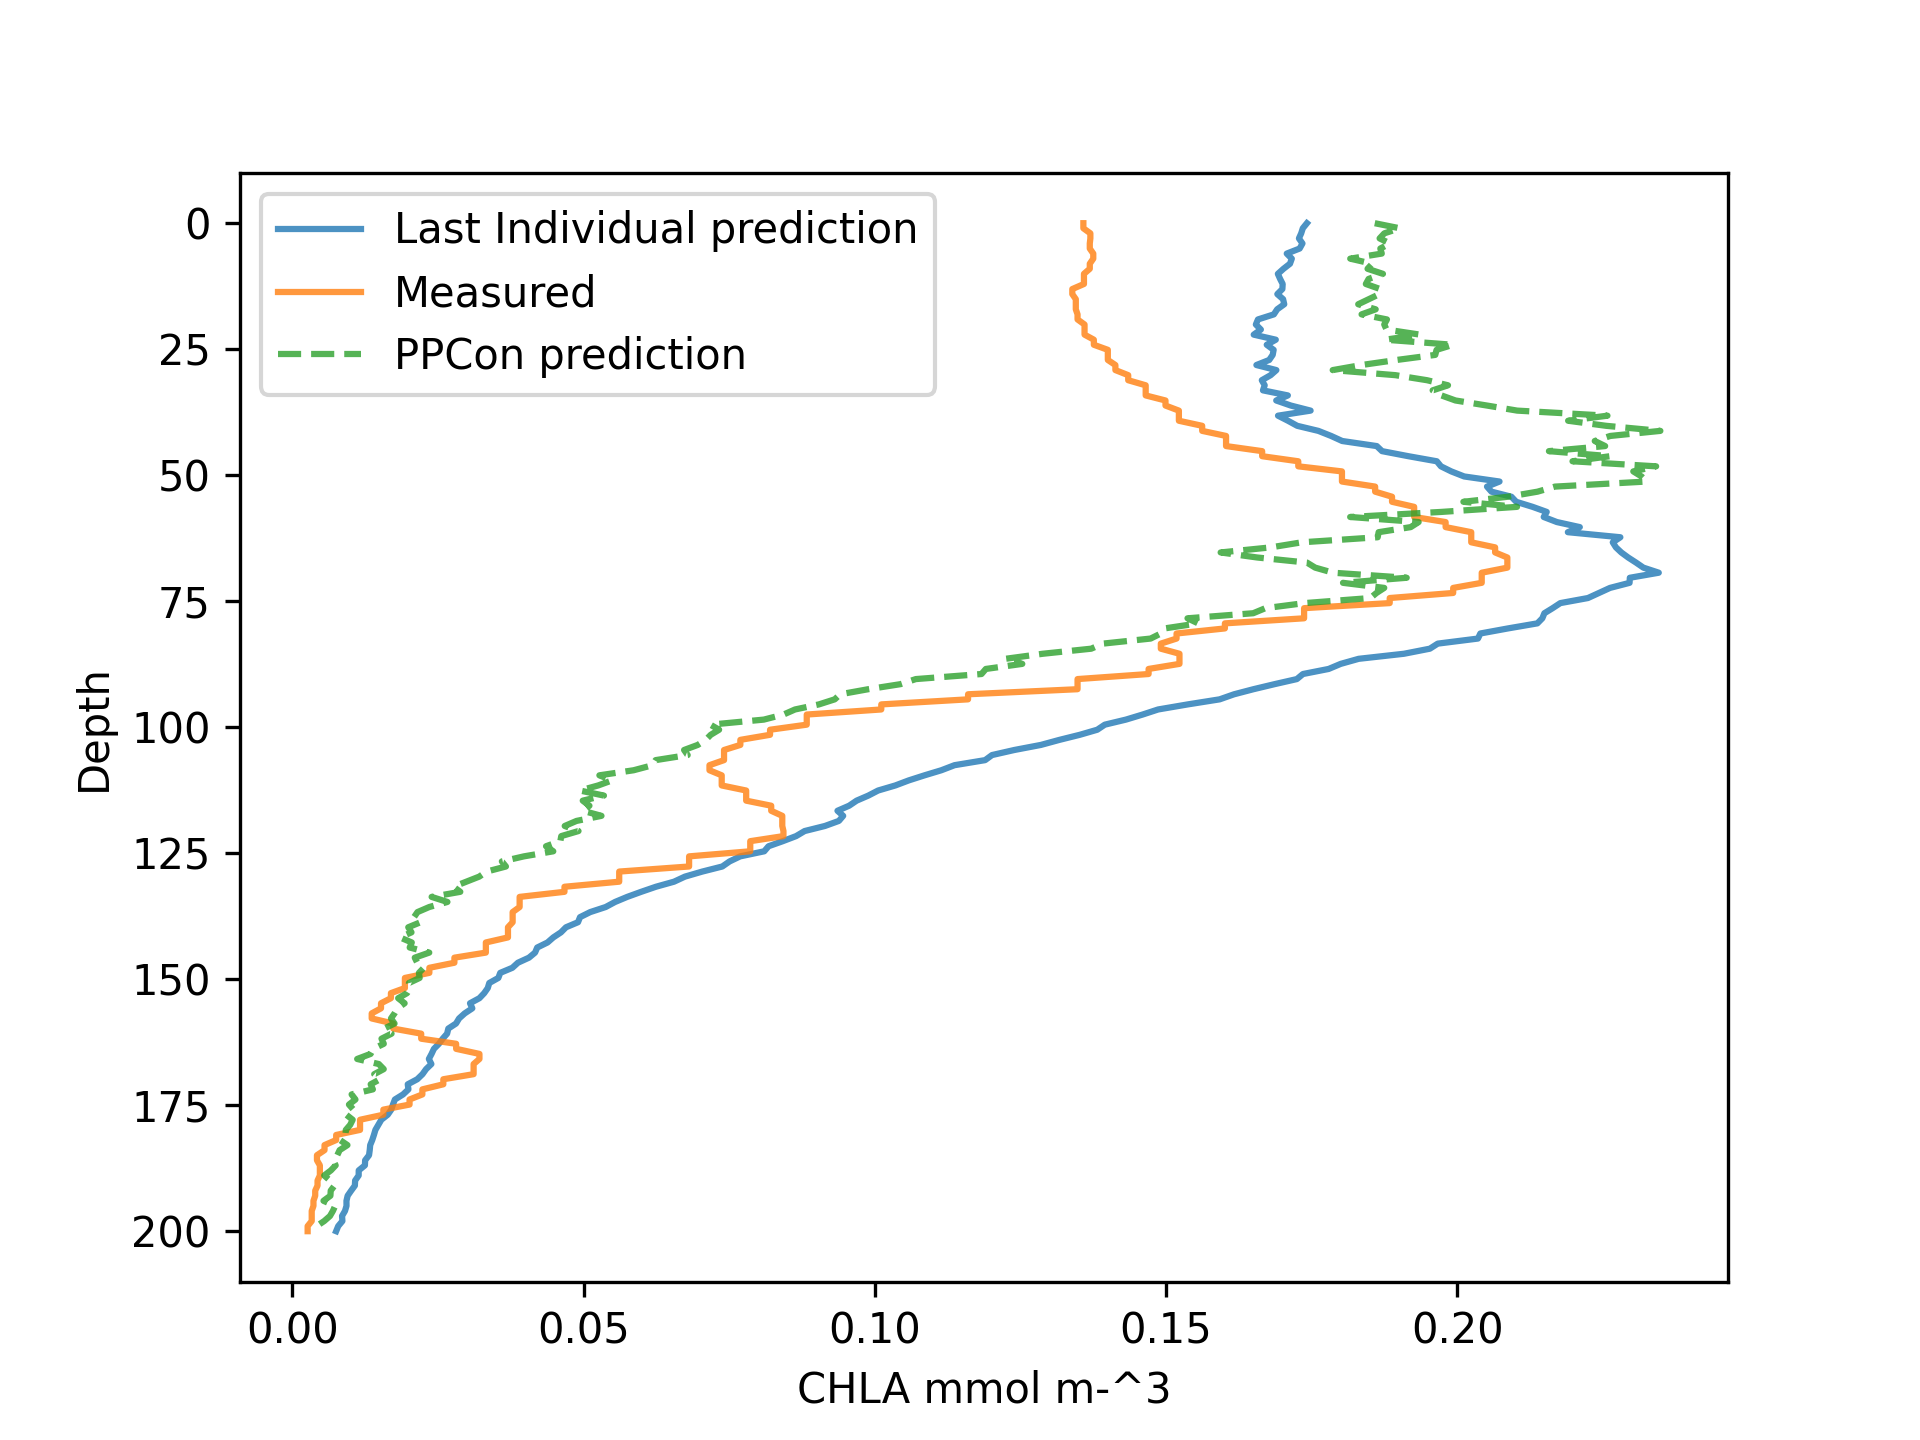 Last Individual prediction
Measured
PPCon prediction
0
25
50
75
100
125
150
175
200
Depth
0.00 0.05 0.10 0.15 0.20
CHLA mmol m-^3